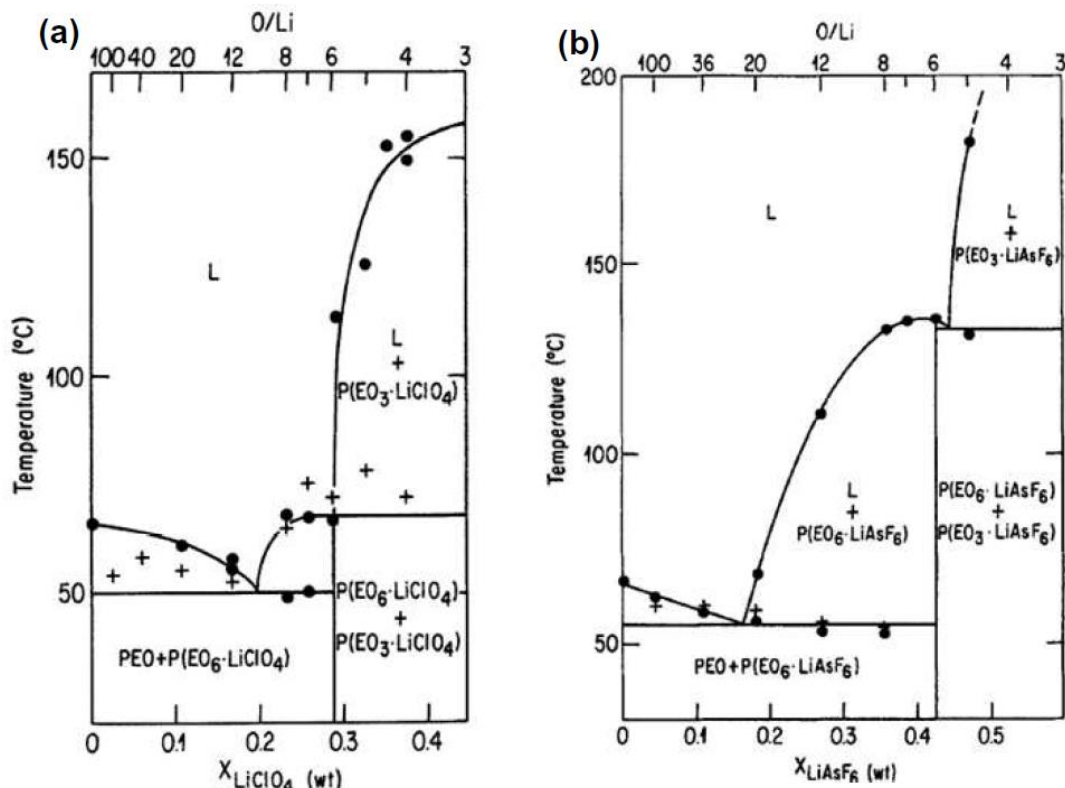 (a)
O/Li
100 40 20 12 8 6 4 3
Temperature (°C)
150
100
50
L
L
+
P(EO₃·LiClO₄)
P(EO₆·LiClO₄)
+
P(EO₃·LiClO₄)
PEO+P(EO₆·LiClO₄)
0 0.1 0.2 0.3 0.4
X LiClO₄ (wt)
(b)
O/Li
100 36 20 12 8 6 4 3
Temperature (°C)
200
150
100
50
L
L
+
P(EO₃·LiAsF₆)
L
+
P(EO₆·LiAsF₆)
P(EO₆·LiAsF₆)
+
P(EO₃·LiAsF₆)
PEO+P(EO₆·LiAsF₆)
0 0.1 0.2 0.3 0.4 0.5
X LiAsF₆ (wt)